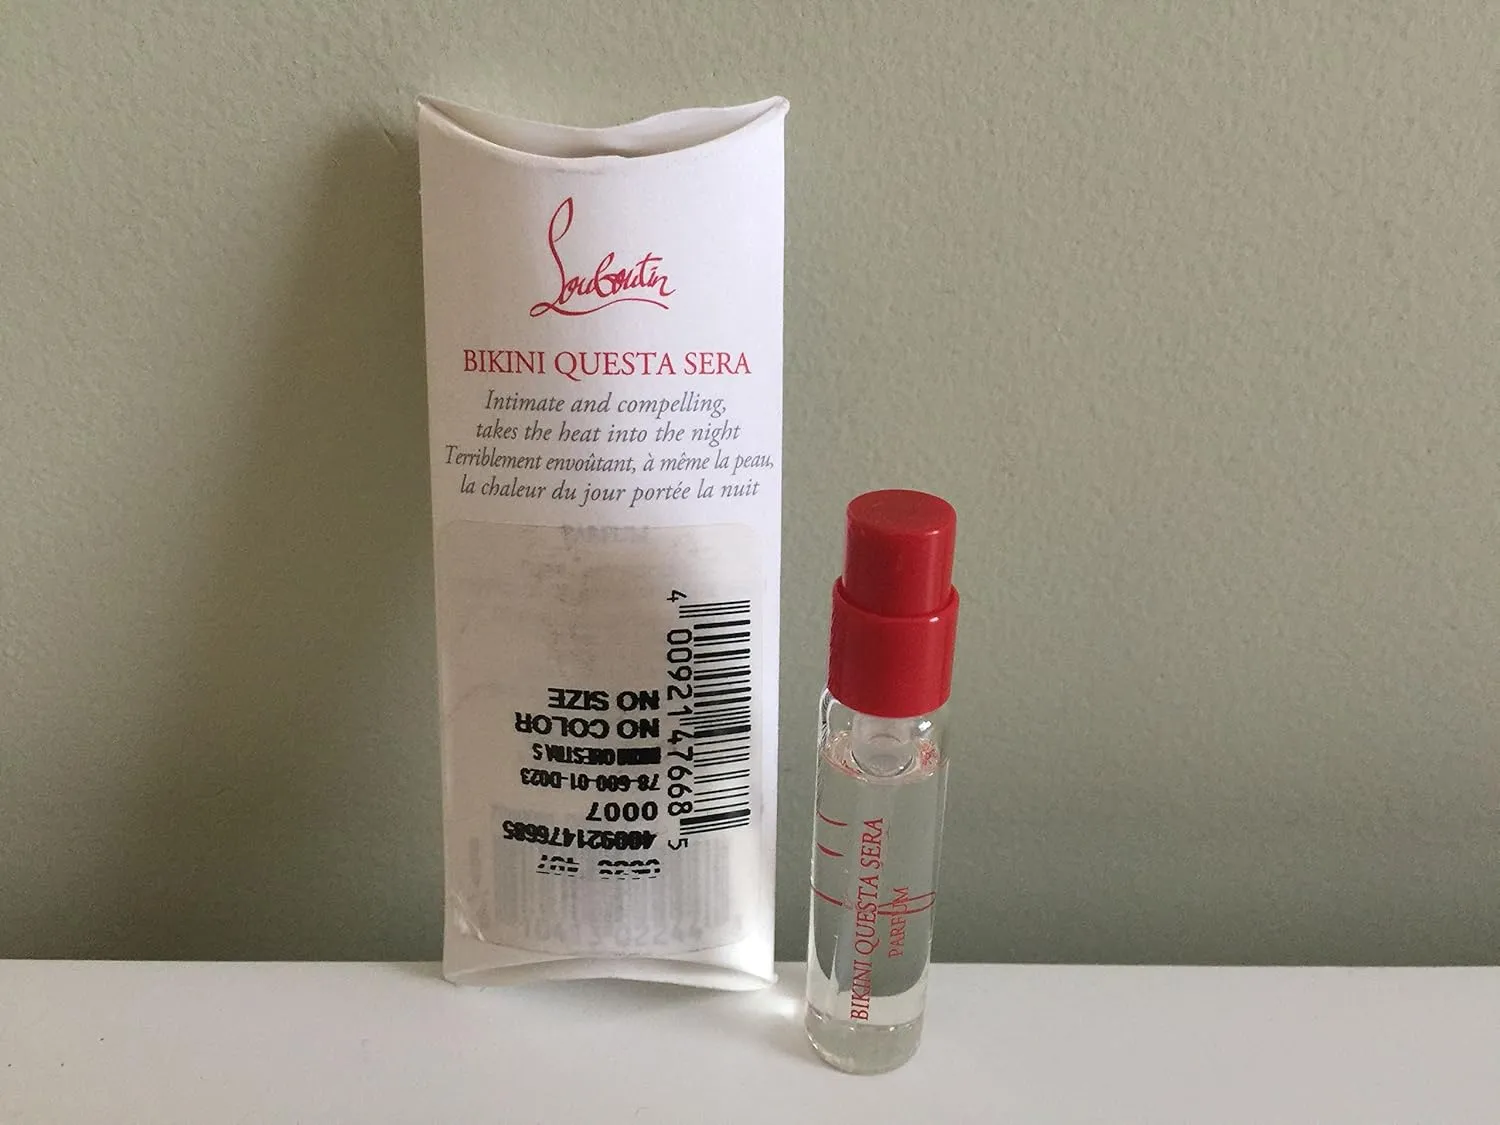 Louboutin
BIKINI QUESTA SERA
Intimate and compelling,
takes the heat into the night
Terriblement envoûtant, à même la peau,
la chaleur du jour portée la nuit
PARFUM
4 00921 47668 5
NO SIZE
NO COLOR
78-600-01-D023
0007
400921476685
BIKINI QUESTA SERA
PARFUM